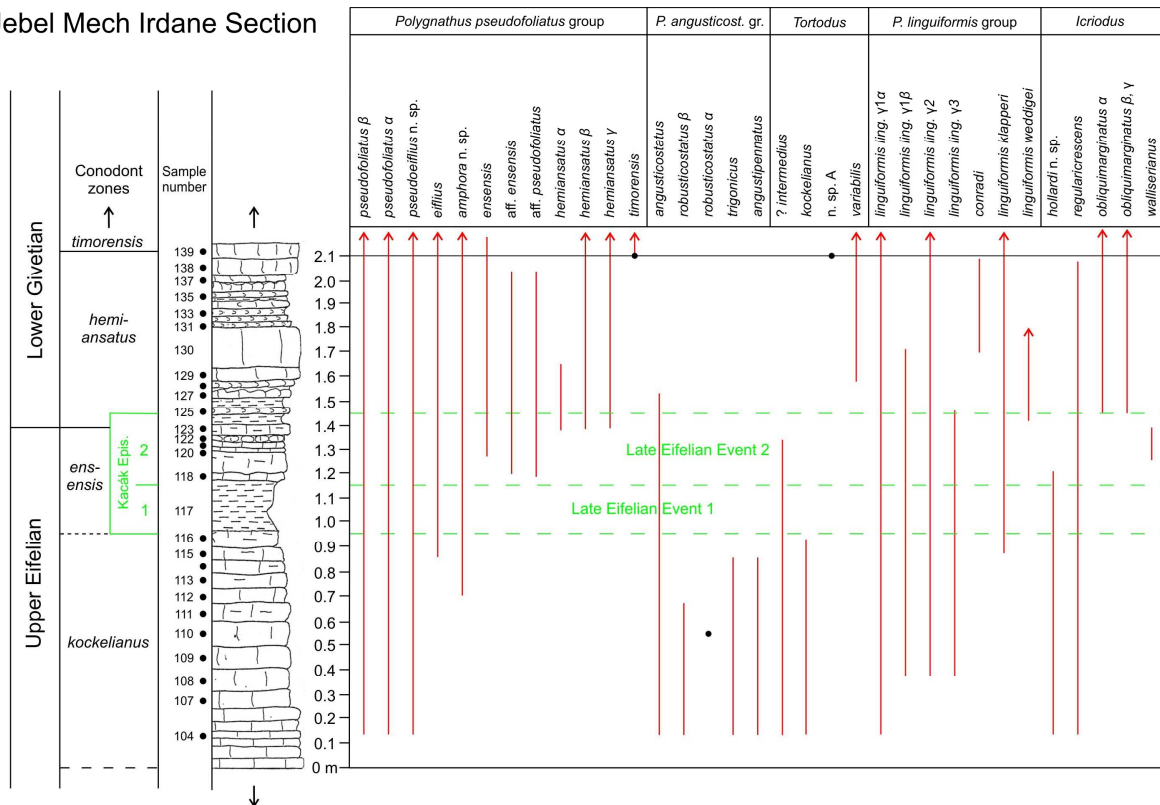 Jebel Mech Irdane Section
Polygnathus pseudofoliatus group
P. angusticost. gr.
Tortodus
P. linguiformis group
Icriodus
Conodont zones
Sample number
pseudofoliatus β
pseudofoliatus α
pseudoeiflius n. sp.
eiflius
amphora n. sp.
ensensis
aff. ensensis
aff. pseudofoliatus
hemiansatus α
hemiansatus β
hemiansatus γ
timorensis
angusticostatus
robusticostatus β
robusticostatus α
trigonicus
angustipennatus
? intermedius
kockelianus
n. sp. A
variabilis
linguiformis iing. γ1α
linguiformis iing. γ1β
linguiformis iing. γ2
linguiformis iing. γ3
conradi
linguiformis klapperi
linguiformis weddigei
hollardi n. sp.
regularicrescens
obliquimarginatus α
obliquimarginatus β, γ
walliserianus
Lower Givetian
Upper Eifelian
timorensis
hemi-
ansatus
ens-
ensis
kockelianus
Kacák Epis.
2
1
139
138
137
135
133
131
130
129
127
125
123
122
120
118
117
116
115
113
112
111
110
109
108
107
104
2.1
2.0
1.9
1.8
1.7
1.6
1.5
1.4
1.3
1.2
1.1
1.0
0.9
0.8
0.7
0.6
0.5
0.4
0.3
0.2
0.1
0 m
Late Eifelian Event 2
Late Eifelian Event 1